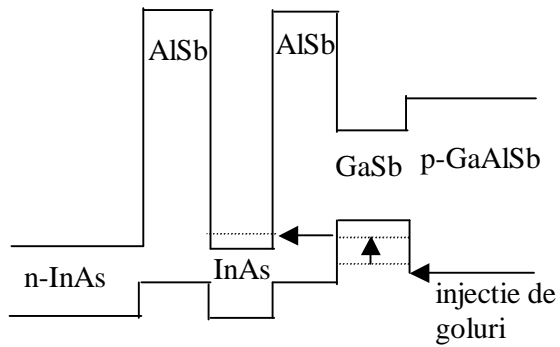 AlSb
AlSb
GaSb
p-GaAlSb
n-InAs
InAs
injectie de
goluri